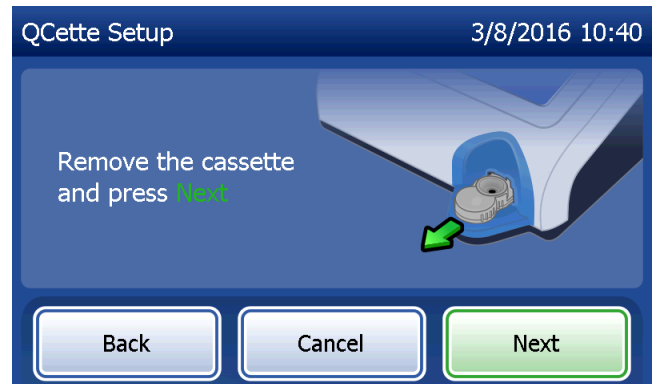 QCette Setup 3/8/2016 10:40
Remove the cassette
and press Next
Back Cancel Next